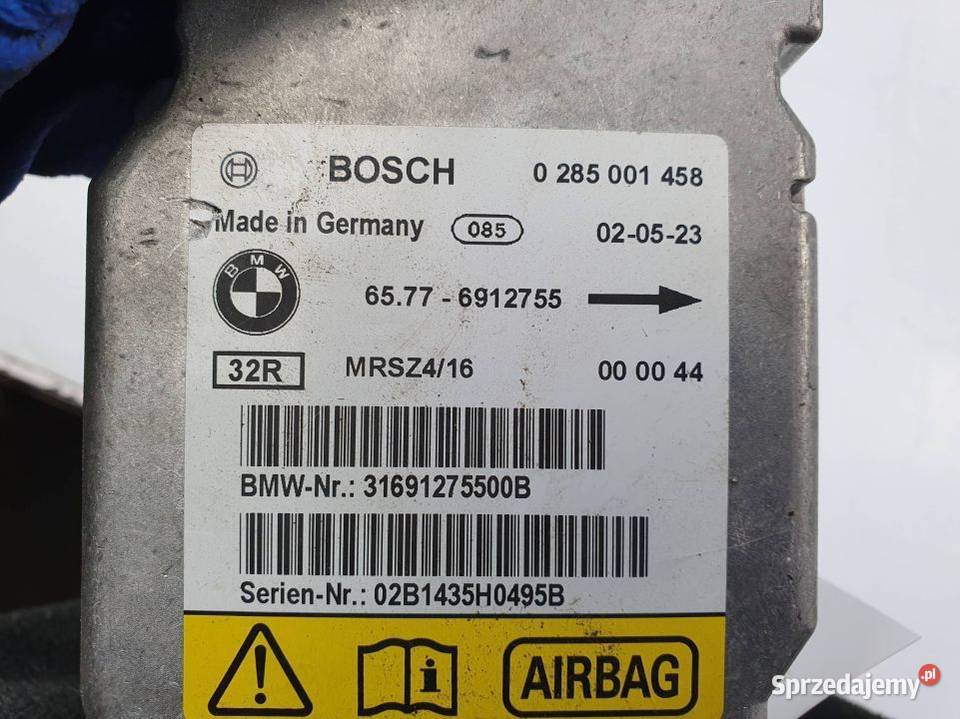 BOSCH 0 285 001 458
Made in Germany 085 02-05-23
BMW
65.77 - 6912755
32R MRSZ4/16 00 00 44
BMW-Nr.: 31691275500B
Serien-Nr.: 02B1435H0495B
AIRBAG
Sprzedajemy.pl